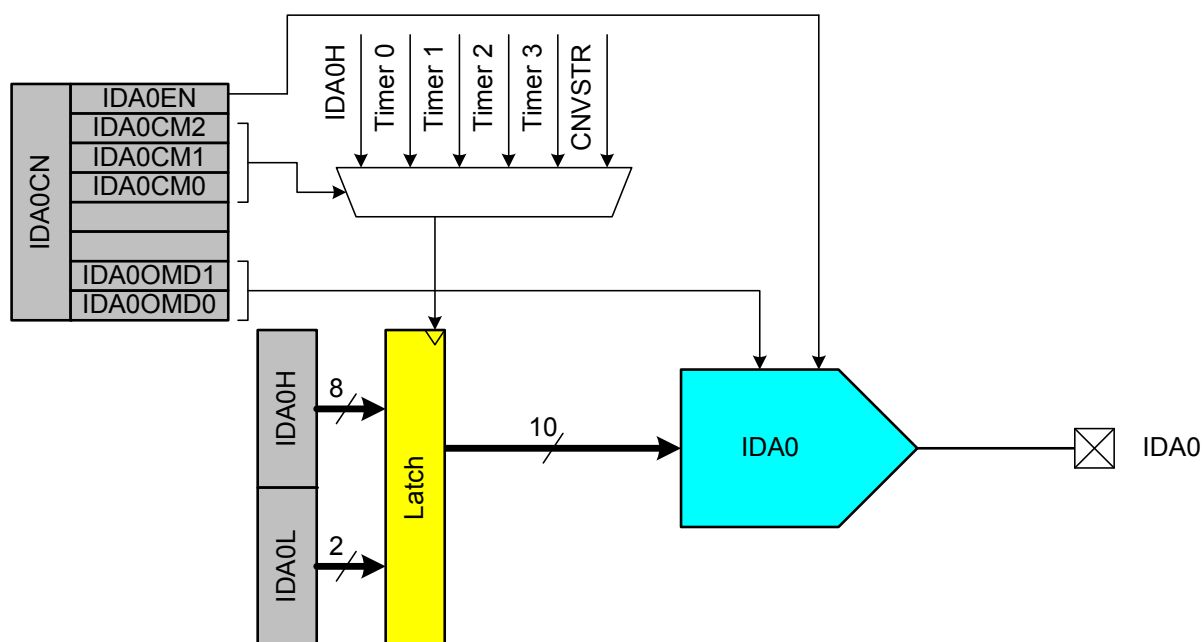 IDA0CN
IDA0EN
IDA0CM2
IDA0CM1
IDA0CM0
IDA0OMD1
IDA0OMD0
IDA0H
Timer 0
Timer 1
Timer 2
Timer 3
CNVSTR
IDA0H
8
IDA0L
2
Latch
10
IDA0
IDA0